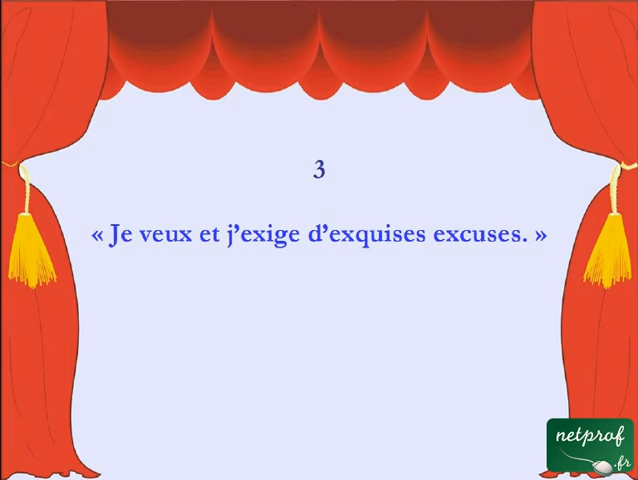 3
« Je veux et j’exige d’exquises excuses. »
netprof
.fr